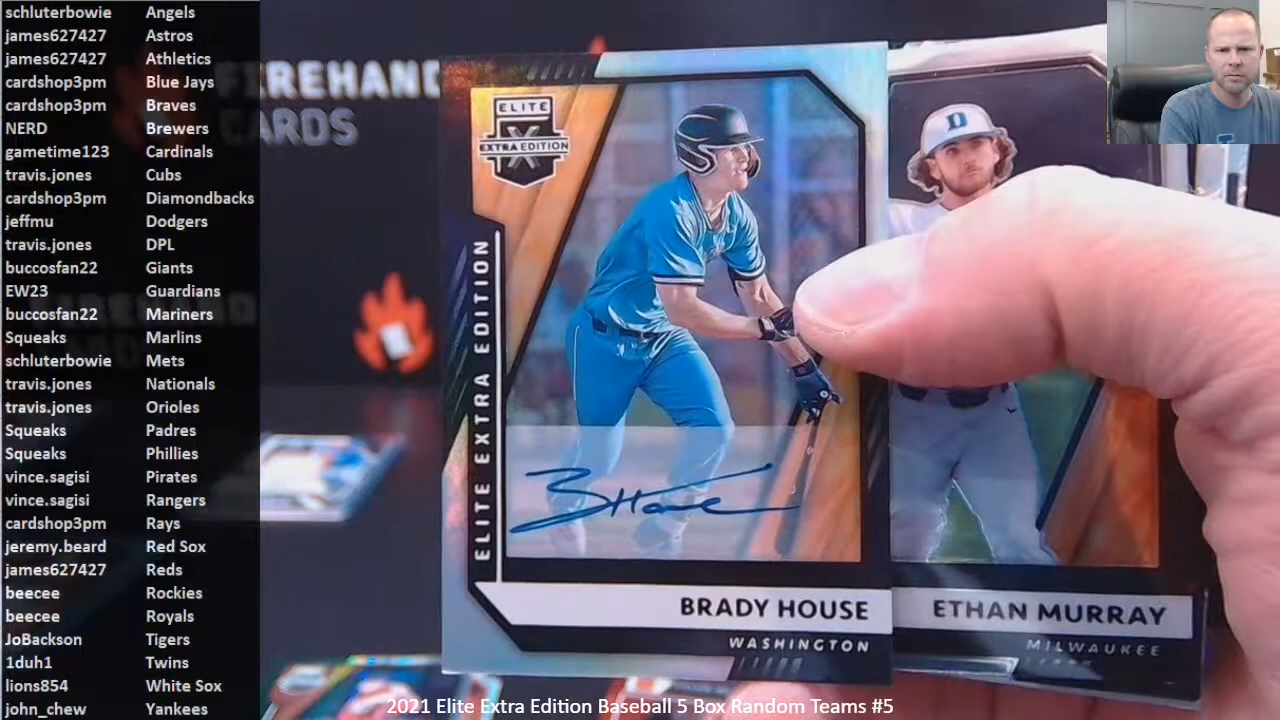 schluterbowie Angels
james627427 Astros
james627427 Athletics
cardshop3pm Blue Jays
cardshop3pm Braves
NERD Brewers
gametime123 Cardinals
travis.jones Cubs
cardshop3pm Diamondbacks
jeffmu Dodgers
travis.jones DPL
buccosfan22 Giants
EW23 Guardians
buccosfan22 Mariners
Squeaks Marlins
schluterbowie Mets
travis.jones Nationals
travis.jones Orioles
Squeaks Padres
Squeaks Phillies
vince.sagisi Pirates
vince.sagisi Rangers
cardshop3pm Rays
jeremy.beard Red Sox
james627427 Reds
beecee Rockies
beecee Royals
JoBackson Tigers
1duh1 Twins
lions854 White Sox
john_chew Yankees
FIREHAND
CARDS
ELITE
X
EXTRA EDITION
ELITE EXTRA EDITION
B House
BRADY HOUSE
WASHINGTON
D
ETHAN MURRAY
MILWAUKEE
2021 Elite Extra Edition Baseball 5 Box Random Teams #5